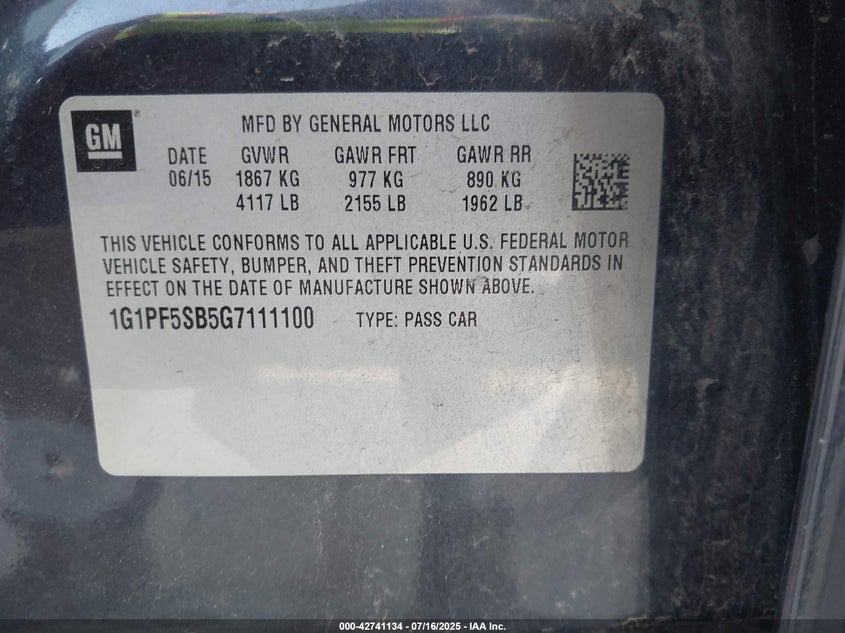 GM
MFD BY GENERAL MOTORS LLC
DATE GVWR GAWR FRT GAWR RR
06/15 1867 KG 977 KG 890 KG
4117 LB 2155 LB 1962 LB
THIS VEHICLE CONFORMS TO ALL APPLICABLE U.S. FEDERAL MOTOR
VEHICLE SAFETY, BUMPER, AND THEFT PREVENTION STANDARDS IN
EFFECT ON THE DATE OF MANUFACTURE SHOWN ABOVE.
1G1PF5SB5G7111100 TYPE: PASS CAR
000-42741134 - 07/16/2025 - IAA Inc.